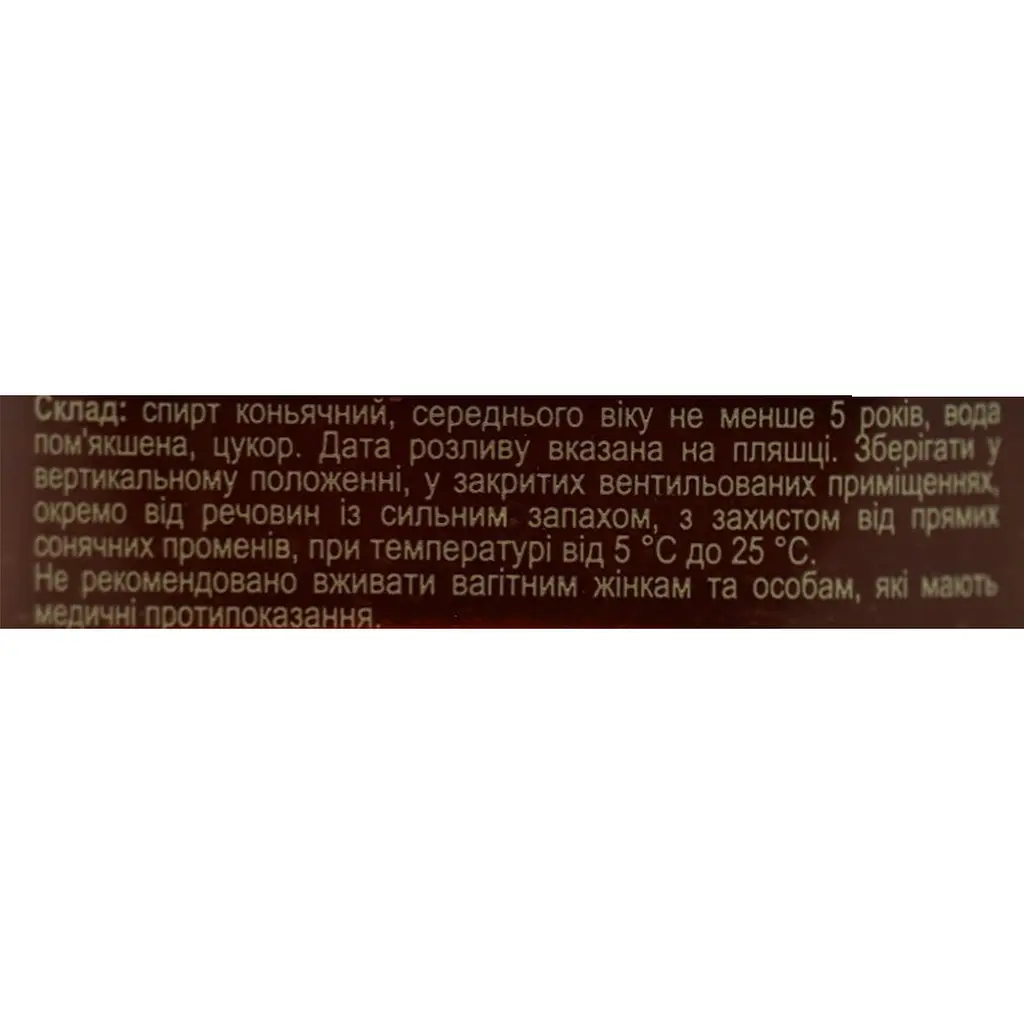 Склад: спирт коньячний, середнього віку не менше 5 років, вода
пом'якшена, цукор. Дата розливу вказана на пляшці. Зберігати у
вертикальному положенні, у закритих вентильованих приміщеннях,
окремо від речовин із сильним запахом, з захистом від прямих
сонячних променів, при температурі від 5 °С до 25 °С.
Не рекомендовано вживати вагітним жінкам та особам, які мають
медичні протипоказання.